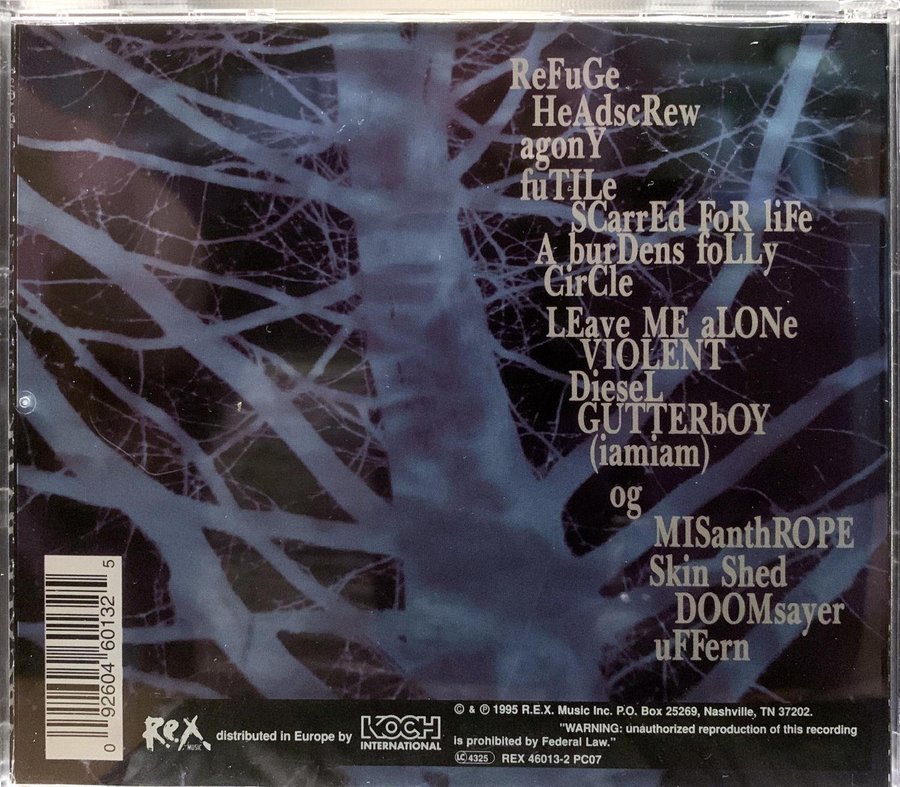 ReFuGe
HeAdscRew
agonY
fuTILe
SCarrEd FoR liFe
A burDens foLLy
CirCle
LEave ME aLONe
VIOLENT
DieseL
GUTTERbOY
(iamiam)
og
MISanthROPE
Skin Shed
DOOMsayer
uFFern
0 92604 60132 5
R.e.X
MUSIC
distributed in Europe by
KOCH
INTERNATIONAL
© & ℗ 1995 R.E.X. Music Inc. P.O. Box 25269, Nashville, TN 37202.
"WARNING: unauthorized reproduction of this recording
is prohibited by Federal Law."
LC 4325 REX 46013-2 PC07